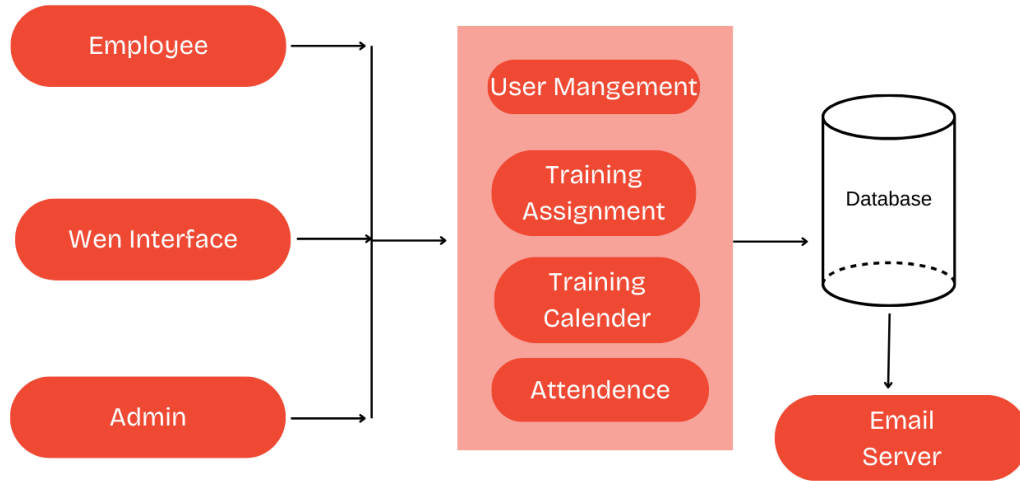 Employee
Wen Interface
Admin
User Mangement
Training
Assignment
Training
Calender
Attendence
Database
Email
Server